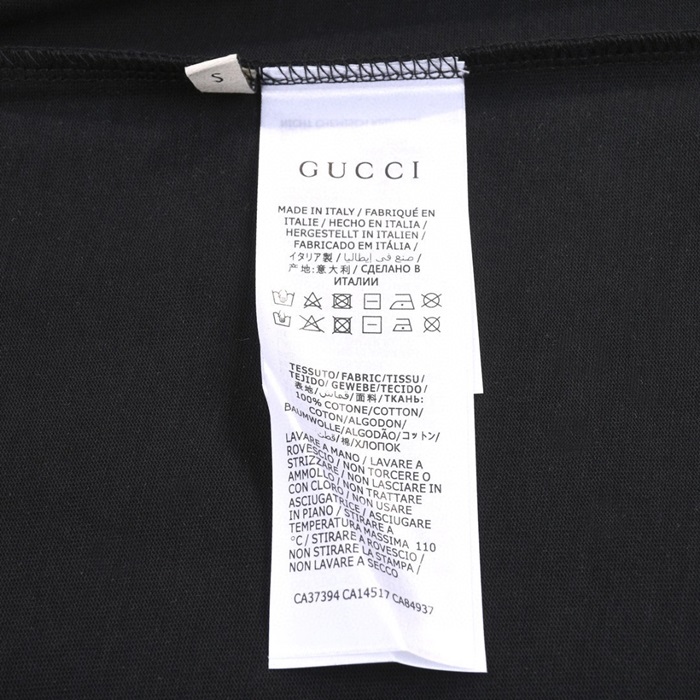 S
GUCCI
MADE IN ITALY / FABRIQUÉ EN
ITALIE / HECHO EN ITALIA /
HERGESTELLT IN ITALIEN /
FABRICADO EM ITÁLIA /
イタリア製 / صنع في إيطاليا /
产地:意大利 / СДЕЛАНО В
ИТАЛИИ
TESSUTO/FABRIC/TISSU/
TEJIDO/ GEWEBE/TECIDO/
表地/قماش/面料/ТКАНЬ:
100% COTONE/COTTON/
COTON/ALGODON/
BAUMWOLLE/ALGODÃO/コットン/
قطن/棉/ХЛОПОК
LAVARE A MANO / LAVARE A
ROVESCIO / NON TORCERE O
STRIZZARE / NON LASCIARE IN
AMMOLLO / NON TRATTARE
CON CLORO / NON USARE
ASCIUGATRICE / ASCIUGARE
IN PIANO / STIRARE A
TEMPERATURA MASSIMA 110
°C / STIRARE A ROVESCIO /
NON STIRARE LA STAMPA /
NON LAVARE A SECCO
CA37394 CA14517 CA84937